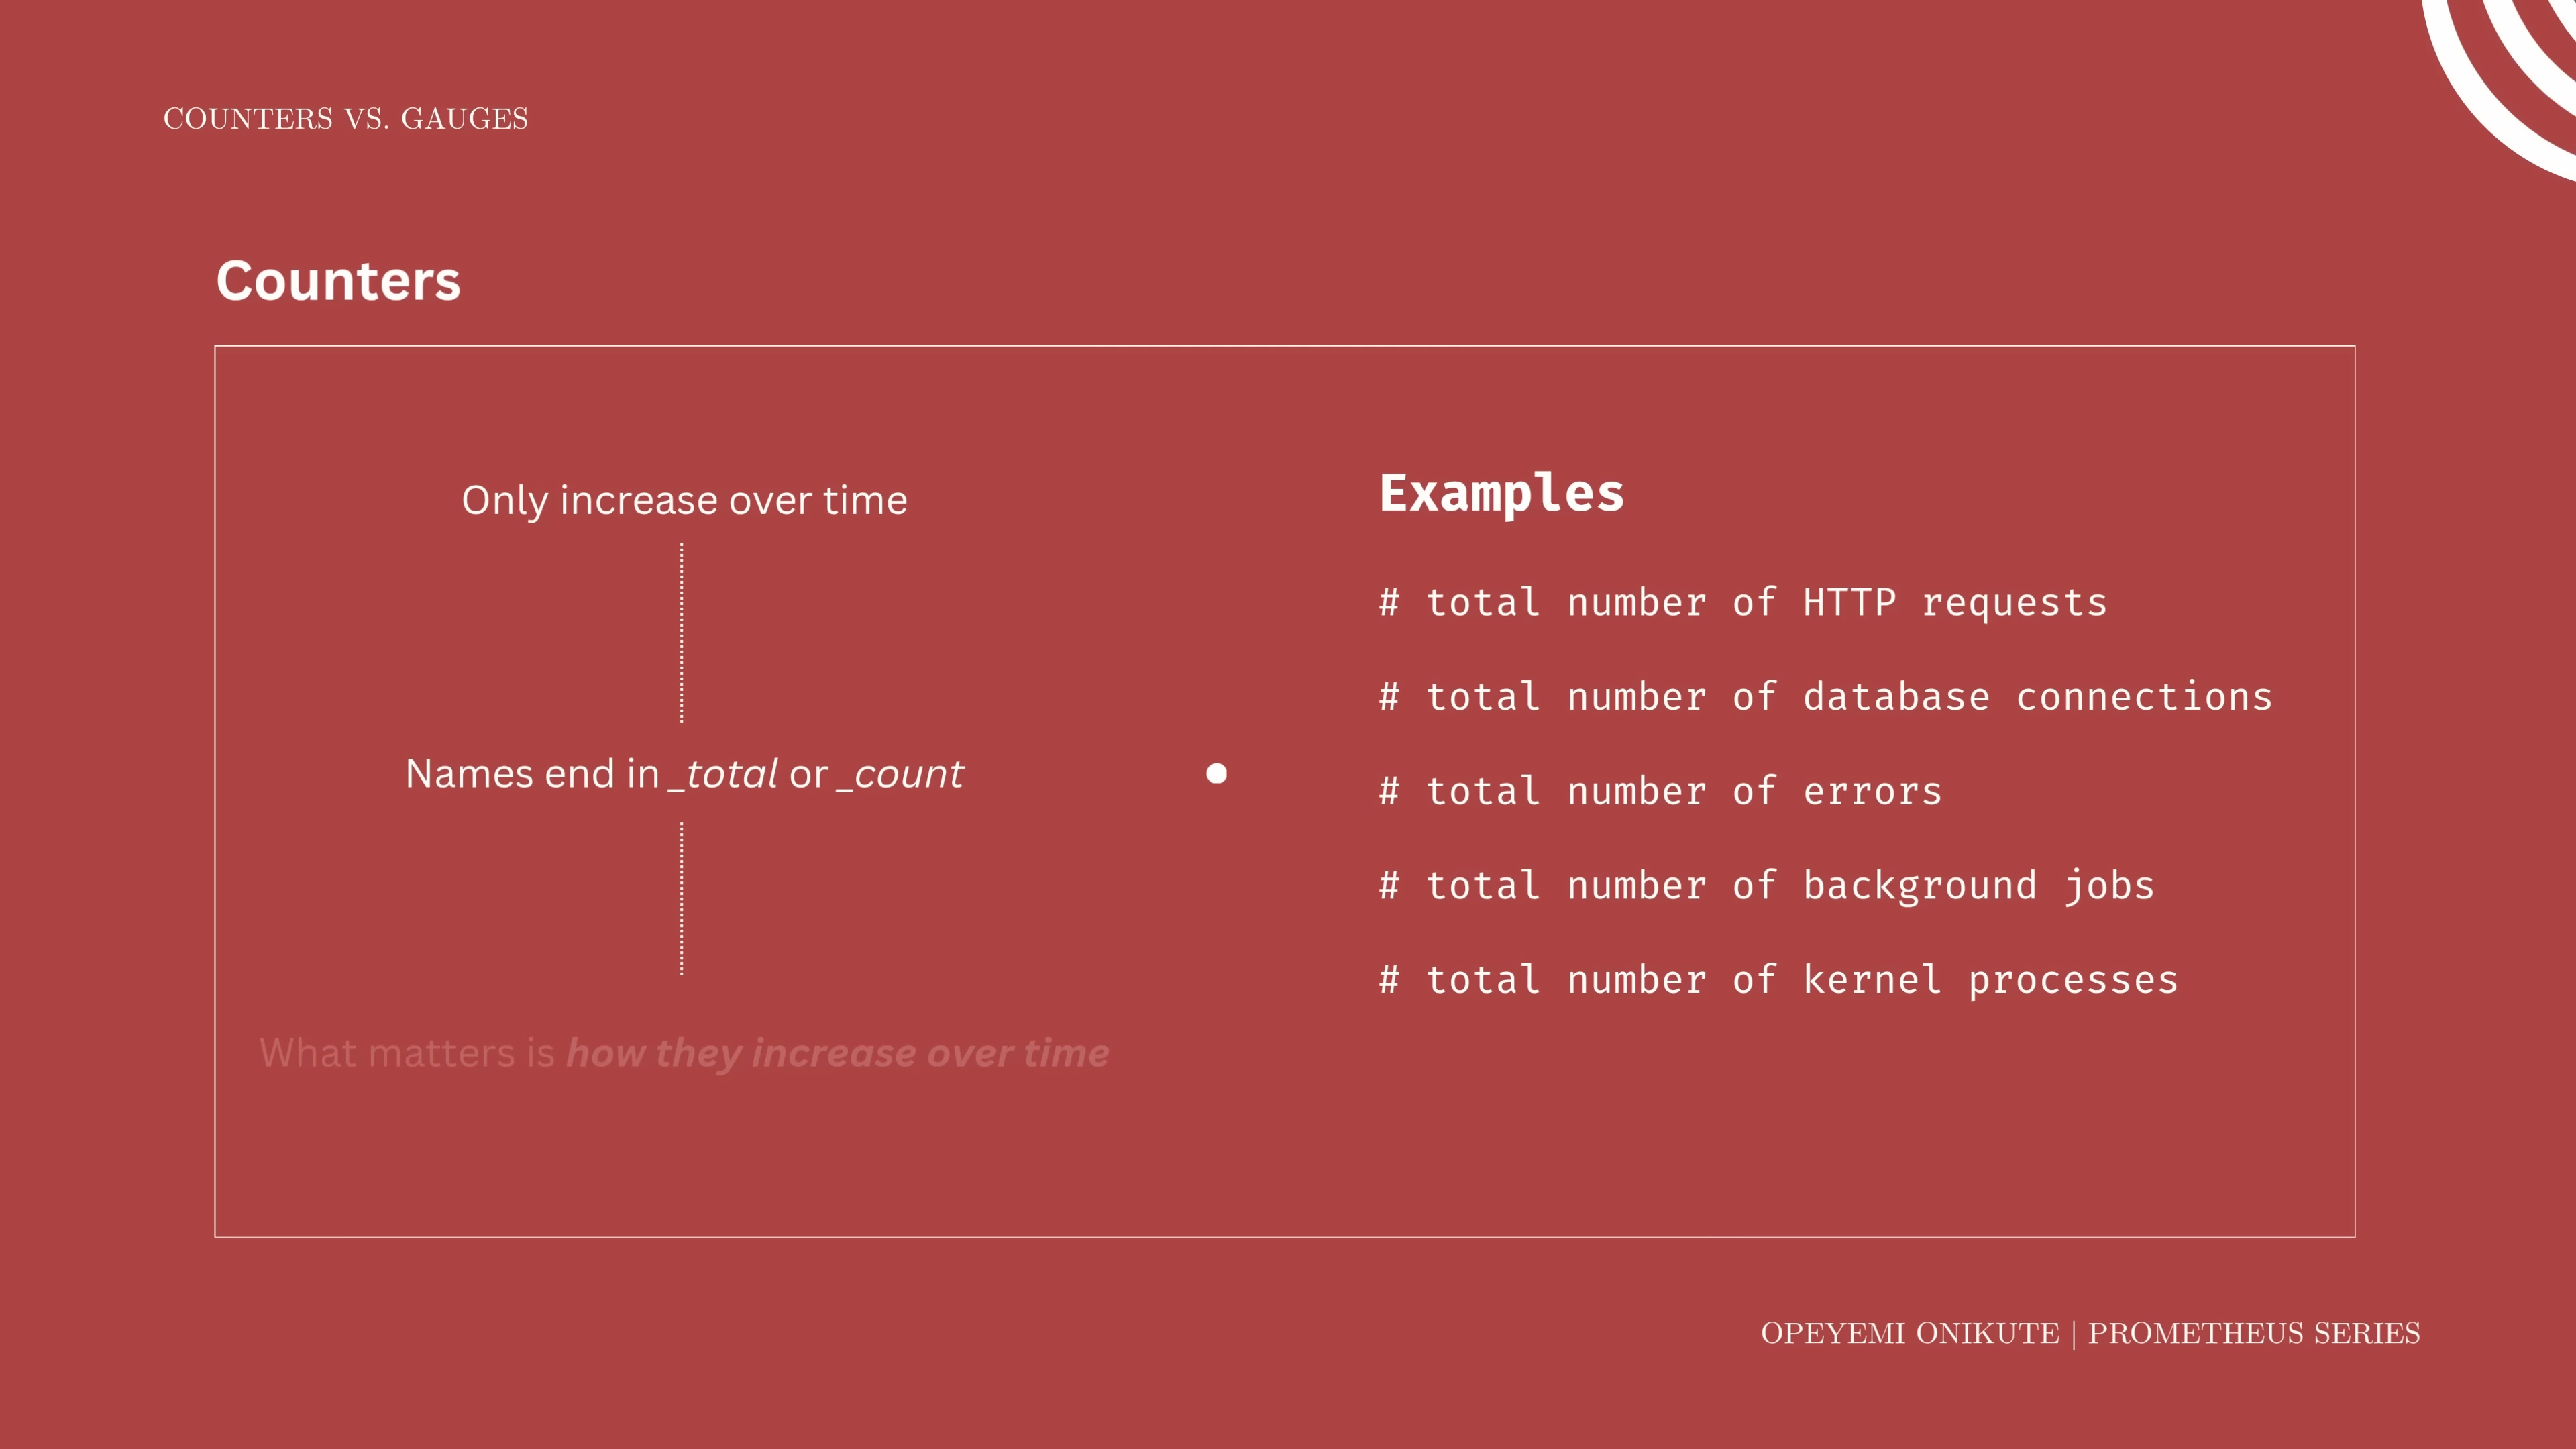 COUNTERS VS. GAUGES
Counters
Only increase over time
Names end in _total or _count
What matters is how they increase over time
Examples
# total number of HTTP requests
# total number of database connections
# total number of errors
# total number of background jobs
# total number of kernel processes
OPEYEMI ONIKUTE | PROMETHEUS SERIES